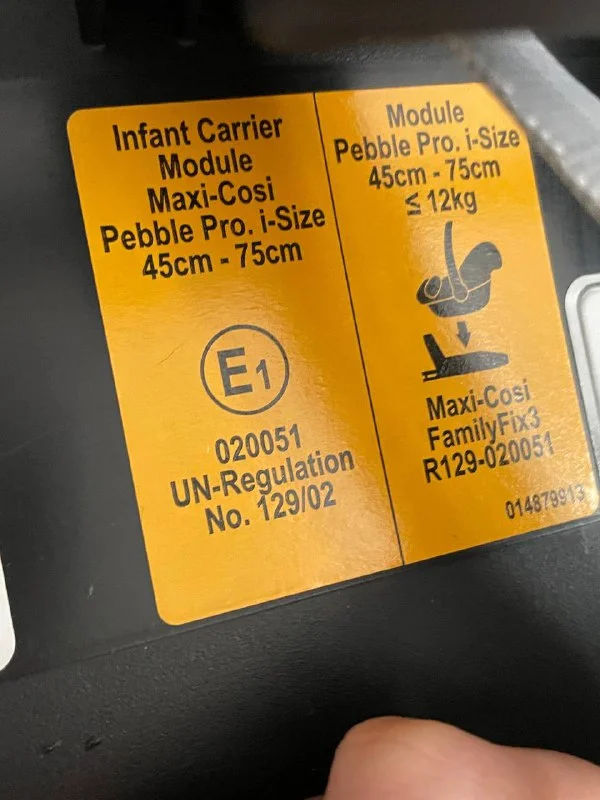 Infant Carrier
Module
Maxi-Cosi
Pebble Pro. i-Size
45cm - 75cm
E1
020051
UN-Regulation
No. 129/02
Module
Pebble Pro. i-Size
45cm - 75cm
≤ 12kg
Maxi-Cosi
FamilyFix3
R129-020051
014879913